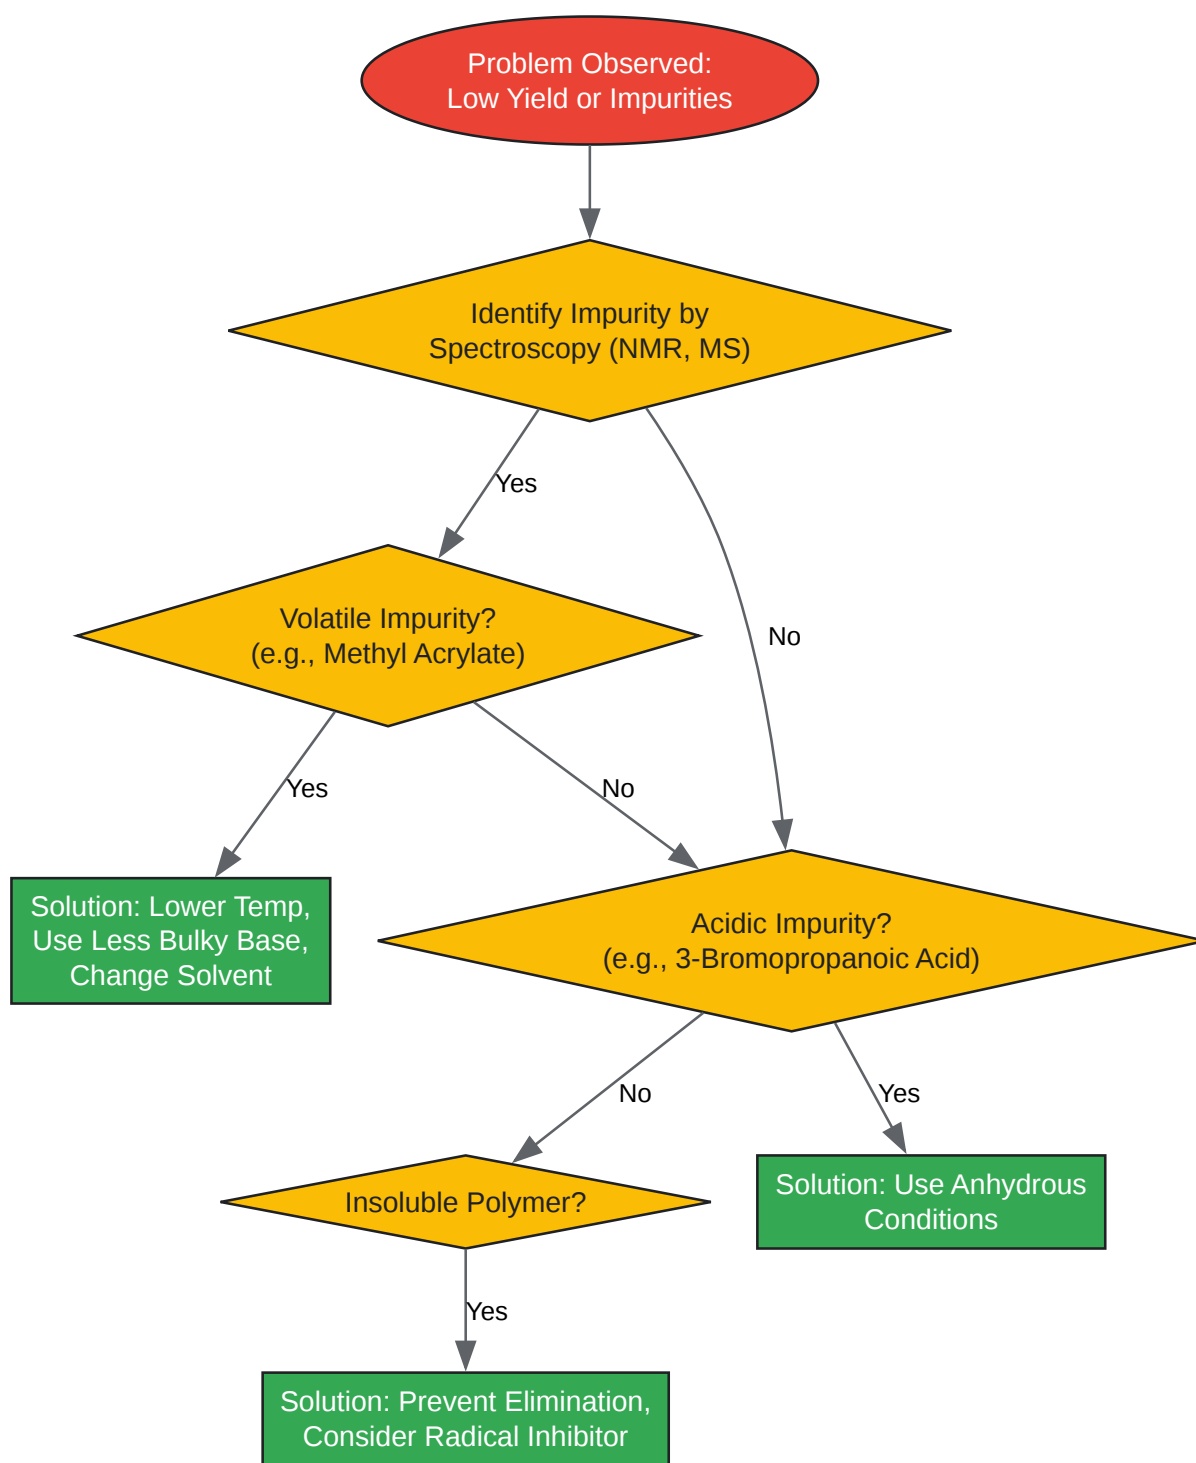 Problem Observed:
Low Yield or Impurities
Identify Impurity by
Spectroscopy (NMR, MS)
Yes
No
Volatile Impurity?
(e.g., Methyl Acrylate)
Yes
No
Solution: Lower Temp,
Use Less Bulky Base,
Change Solvent
Acidic Impurity?
(e.g., 3-Bromopropanoic Acid)
No
Yes
Insoluble Polymer?
Solution: Use Anhydrous
Conditions
Yes
Solution: Prevent Elimination,
Consider Radical Inhibitor